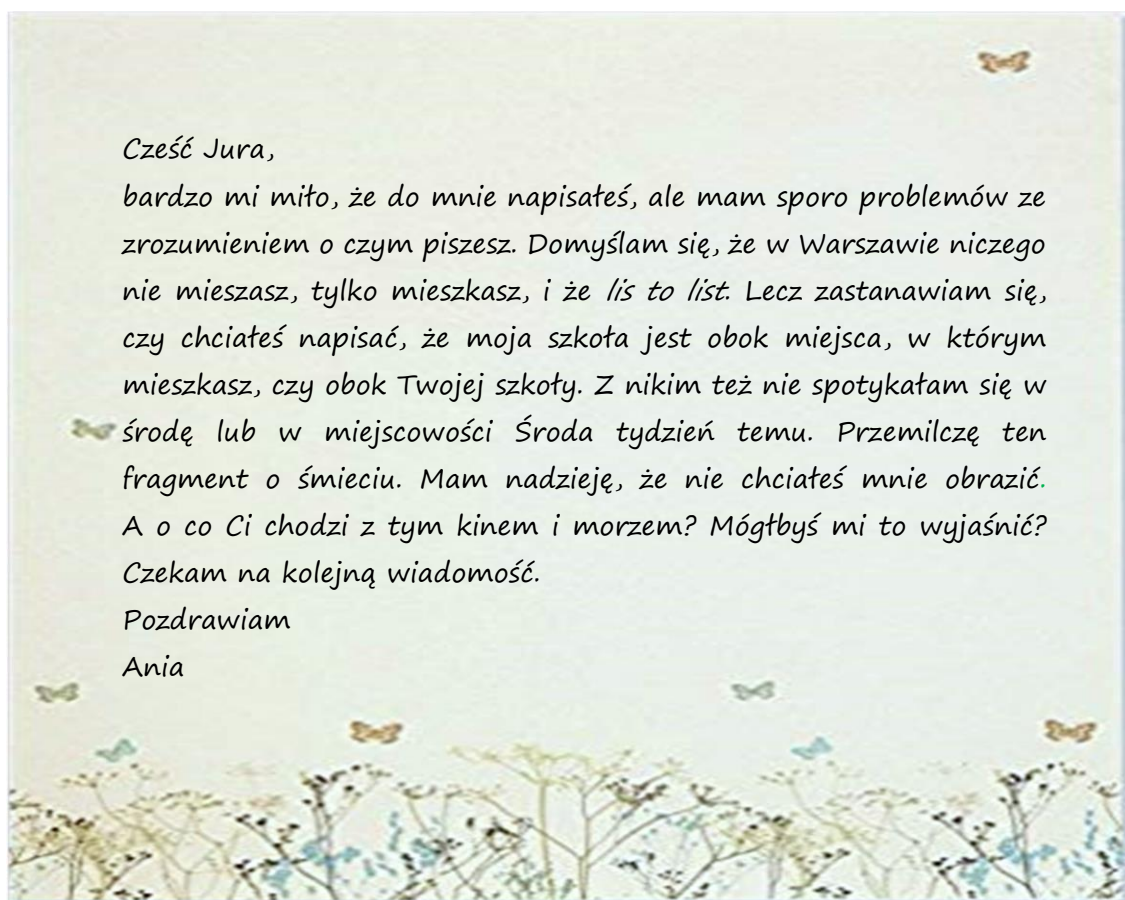 Cześć Jura,
bardzo mi miło, że do mnie napisałeś, ale mam sporo problemów ze
zrozumieniem o czym piszesz. Domyślam się, że w Warszawie niczego
nie mieszasz, tylko mieszkasz, i że lis to list. Lecz zastanawiam się,
czy chciałeś napisać, że moja szkoła jest obok miejsca, w którym
mieszkasz, czy obok Twojej szkoły. Z nikim też nie spotykałam się w
środę lub w miejscowości Środa tydzień temu. Przemilczę ten
fragment o śmieciu. Mam nadzieję, że nie chciałeś mnie obrazić.
A o co Ci chodzi z tym kinem i morzem? Mógłbyś mi to wyjaśnić?
Czekam na kolejną wiadomość.
Pozdrawiam
Ania